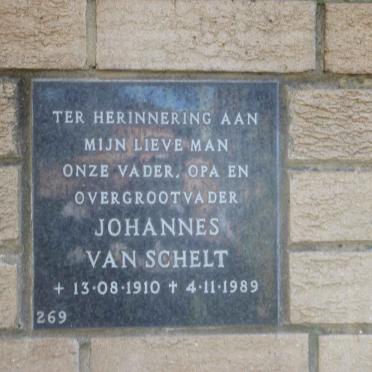 TER HERINNERING AAN
MIJN LIEVE MAN
ONZE VADER, OPA EN
OVERGROOTVADER
JOHANNES
VAN SCHELT
+ 13·08·1910 ✝ 4·11·1989
269